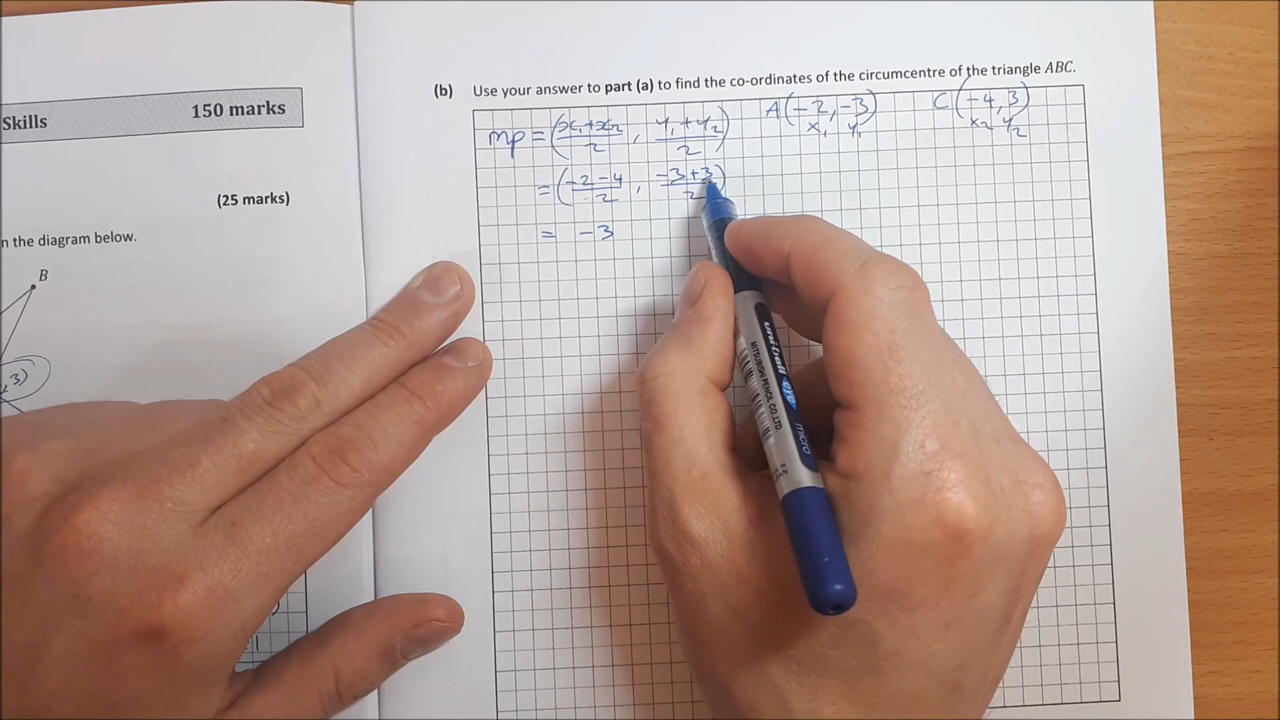 Skills
150 marks
(25 marks)
n the diagram below.
B
3)
(b) Use your answer to part (a) to find the co-ordinates of the circumcentre of the triangle ABC.
mp = (x₁+x₂/2, y₁+y₂/2) A(-2,-3) C(-4,3)
x₁ y₁ x₂ y₂
= (-2-4/2, -3+3/2)
= -3
uni-ball eye micro
MITSUBISHI PENCIL CO.LTD